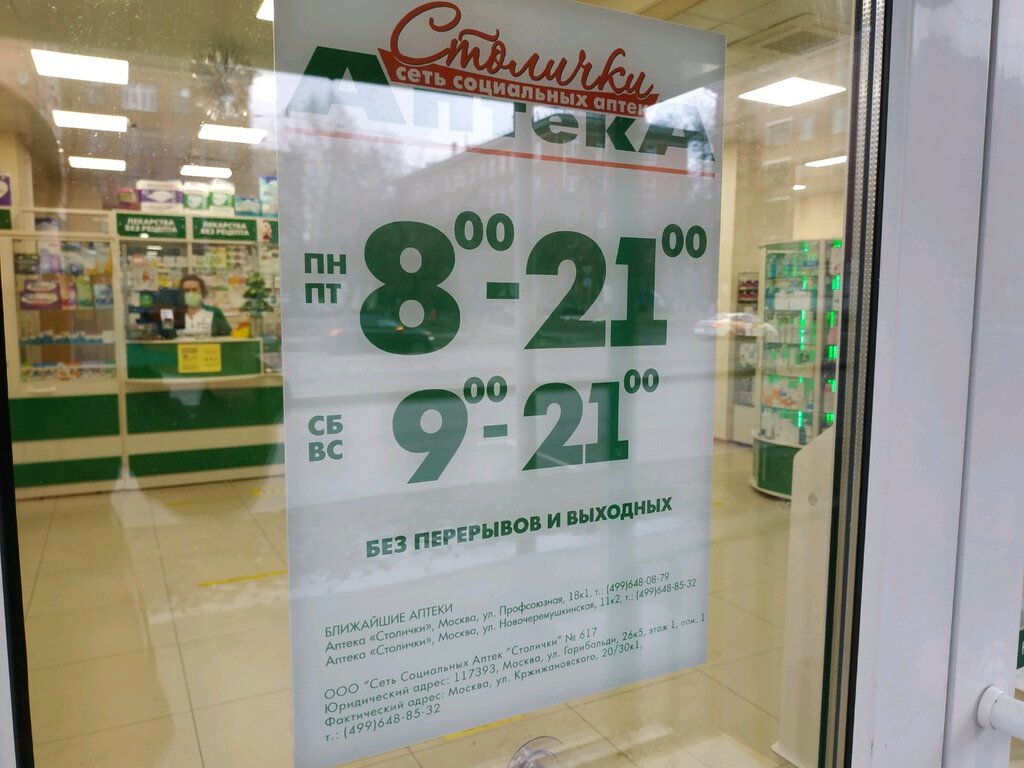 Столички
сеть социальных аптек
Аптека
ПН
ПТ
8⁰⁰-21⁰⁰
СБ
ВС
9⁰⁰-21⁰⁰
БЕЗ ПЕРЕРЫВОВ И ВЫХОДНЫХ
БЛИЖАЙШИЕ АПТЕКИ
Аптека «Столички», Москва, ул. Профсоюзная, 18к1, т.: (499)648-08-79
Аптека «Столички», Москва, ул. Новочеремушкинская, 11к2, т.: (499)648-85-32
ООО "Сеть Социальных Аптек "Столички" № 617
Юридический адрес: 117393, Москва, ул. Гарибальди, 26к5, этаж 1, пом. 1
Фактический адрес: Москва, ул. Кржижановского, 20/30к1,
т.: (499)648-85-32
ЛЕКАРСТВА
БЕЗ РЕЦЕПТА
ЛЕКАРСТВА
БЕЗ РЕЦЕПТА